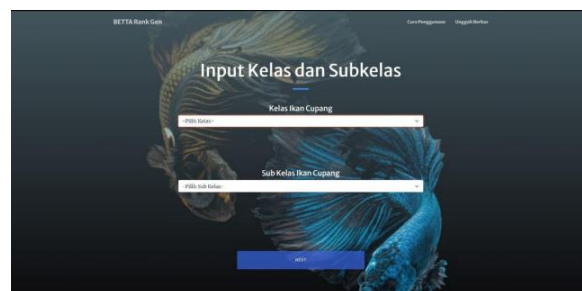 BETTA Rank Gen
Cara Penggunaan Unggah Berkas
Input Kelas dan Subkelas
Kelas Ikan Cupang
-Pilih Kelas-
Sub Kelas Ikan Cupang
-Pilih Sub Kelas-